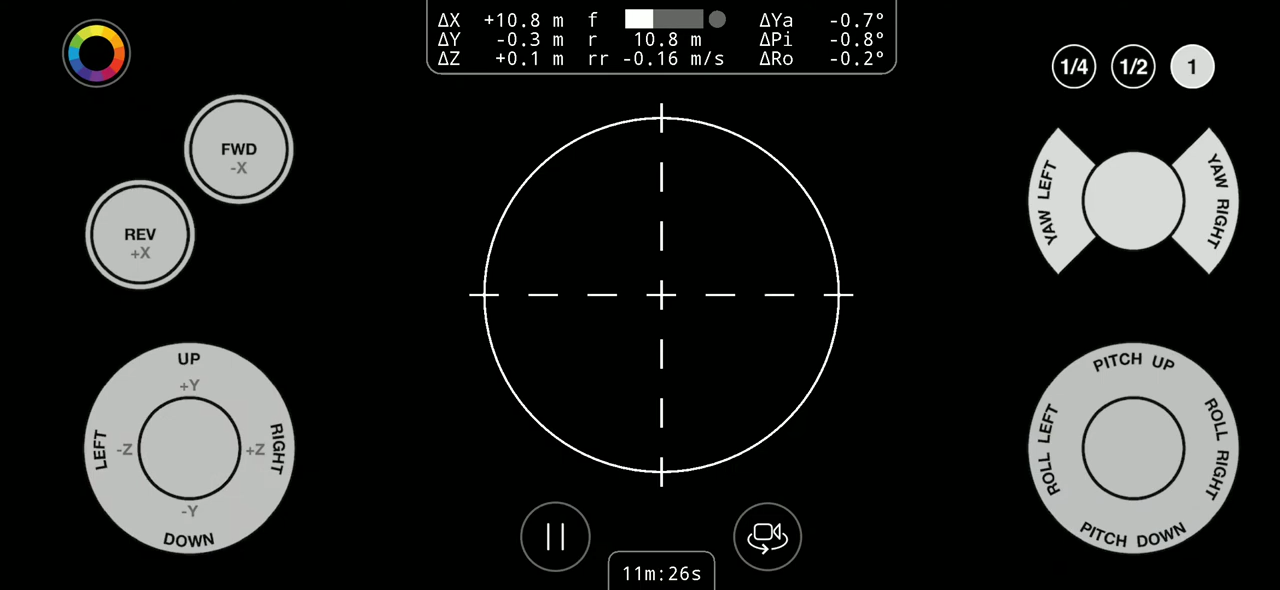 ΔX +10.8 m f ΔYa -0.7°
ΔY -0.3 m r 10.8 m ΔPi -0.8°
ΔZ +0.1 m rr -0.16 m/s ΔRo -0.2°
1/4 1/2 1
FWD
-X
REV
+X
YAW LEFT
YAW RIGHT
UP
+Y
LEFT -Z +Z RIGHT
-Y
DOWN
PITCH UP
ROLL LEFT
ROLL RIGHT
PITCH DOWN
11m:26s